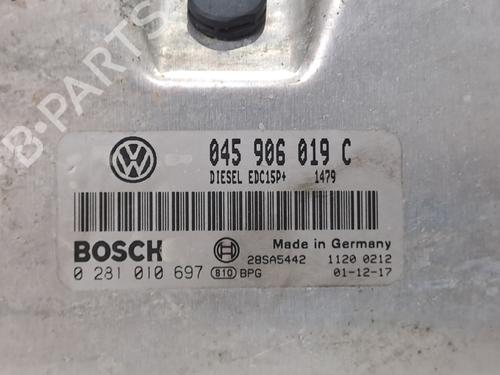 045 906 019 C
DIESEL EDC15P+ 1479
BOSCH
Made in Germany
28SA5442 1120 0212
0 281 010 697 810 BPG 01-12-17
B-PARTS